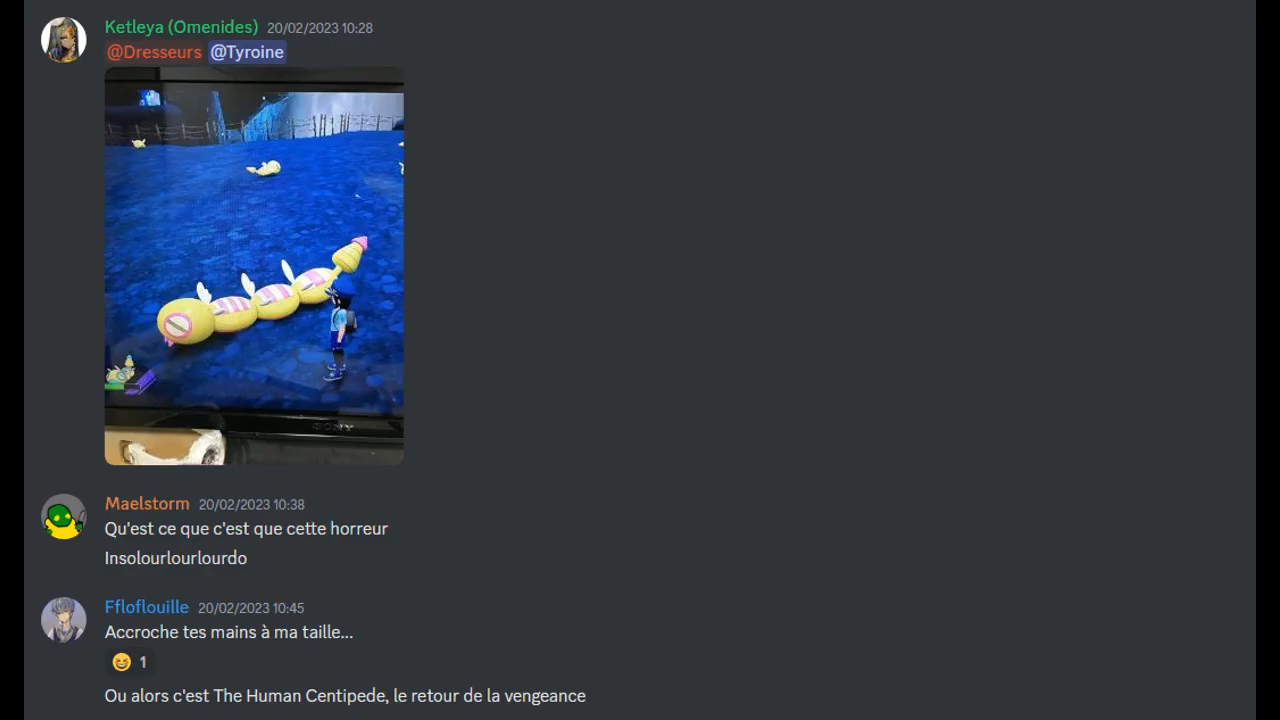 Ketleya (Omenides) 20/02/2023 10:28
@Dresseurs @Tyroine
SONY
Maelstorm 20/02/2023 10:38
Qu'est ce que c'est que cette horreur
Insolourlourlourdo
Ffloflouille 20/02/2023 10:45
Accroche tes mains à ma taille...
1
Ou alors c'est The Human Centipede, le retour de la vengeance